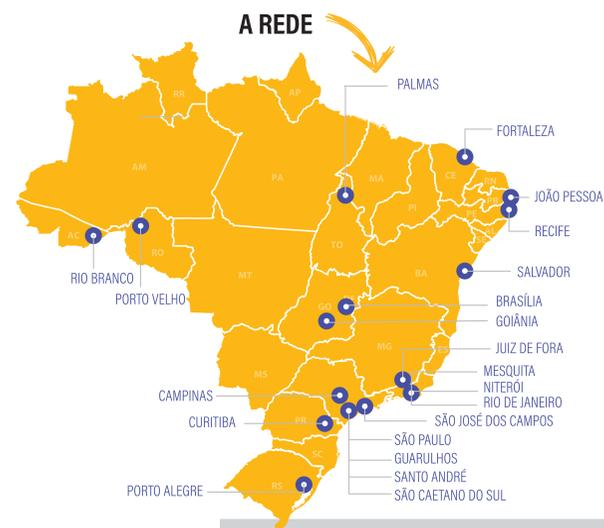 A REDE
PALMAS
FORTALEZA
JOÃO PESSOA
RECIFE
SALVADOR
BRASÍLIA
GOIÂNIA
JUIZ DE FORA
MESQUITA
NITERÓI
RIO DE JANEIRO
SÃO JOSÉ DOS CAMPOS
SÃO PAULO
GUARULHOS
SANTO ANDRÉ
SÃO CAETANO DO SUL
RIO BRANCO
PORTO VELHO
CAMPINAS
CURITIBA
PORTO ALEGRE
RR
AP
AM
PA
MA
CE
RN
PB
PE
AL
SE
PI
AC
RO
TO
BA
MT
GO
MG
ES
MS
PR
SC
RS